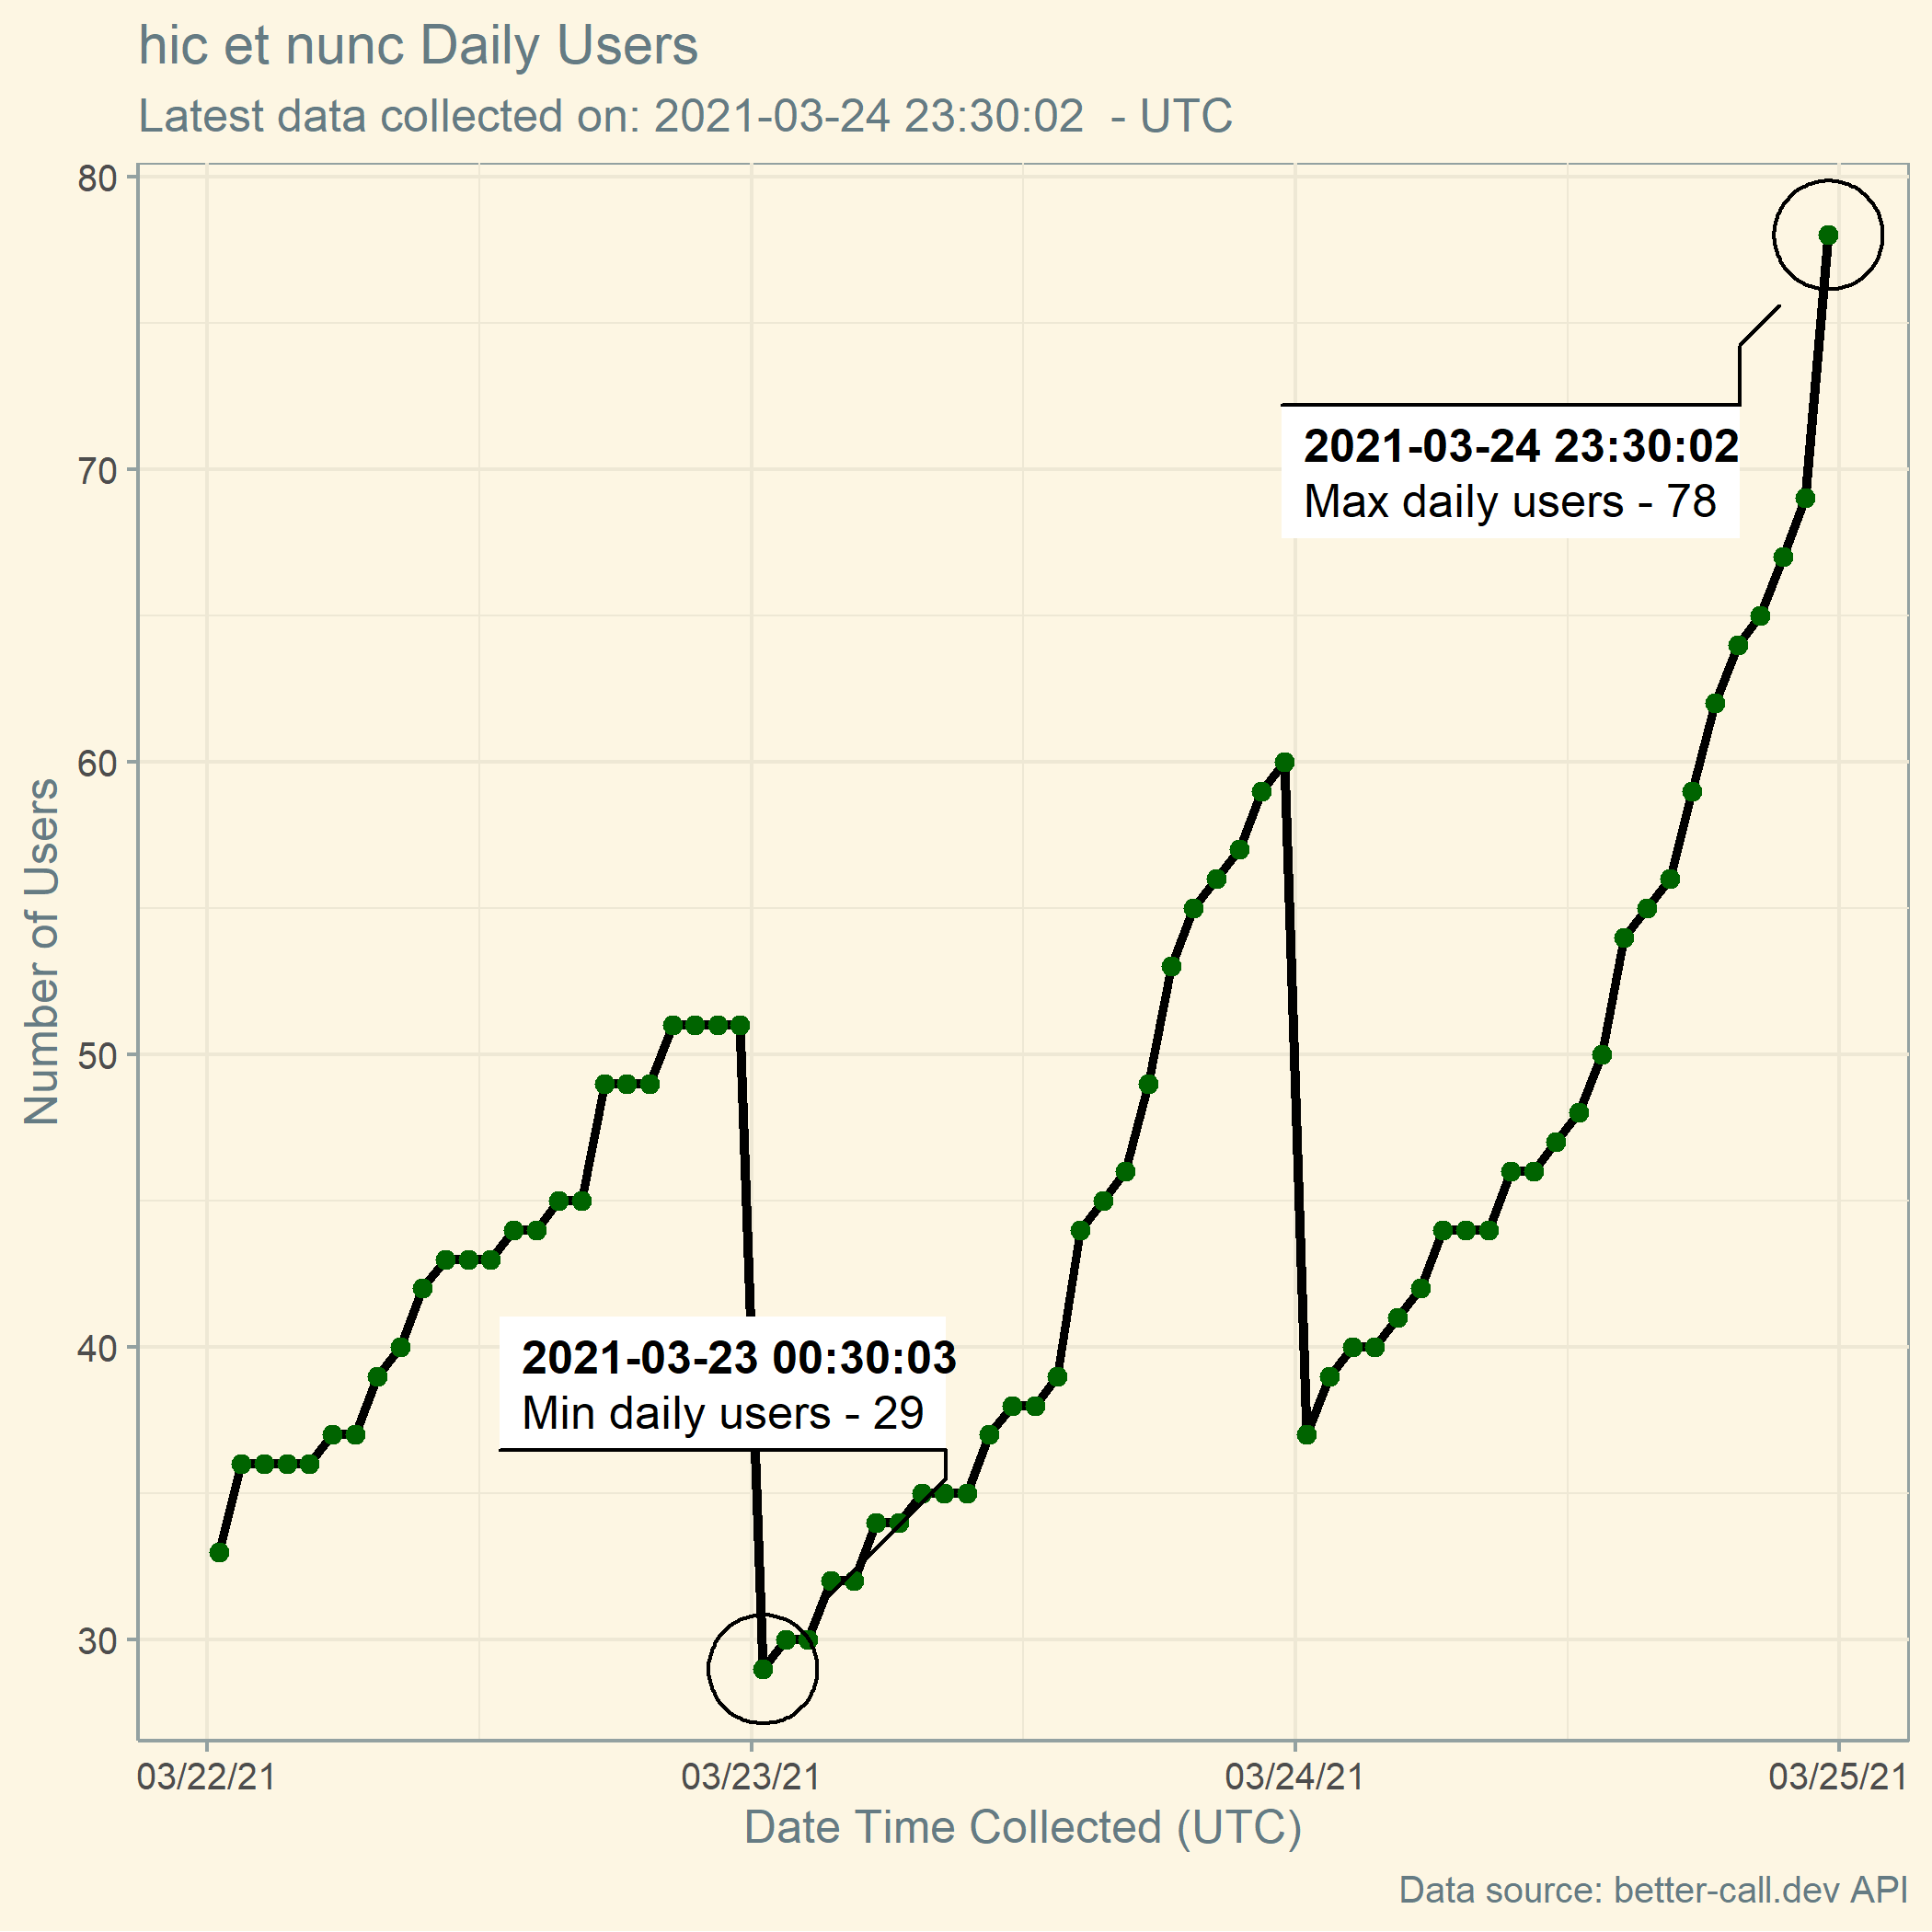 hic et nunc Daily Users
Latest data collected on: 2021-03-24 23:30:02  - UTC
Number of Users
80
70
60
50
40
30
2021-03-24 23:30:02
Max daily users - 78
2021-03-23 00:30:03
Min daily users - 29
03/22/21
03/23/21
03/24/21
03/25/21
Date Time Collected (UTC)
Data source: better-call.dev API